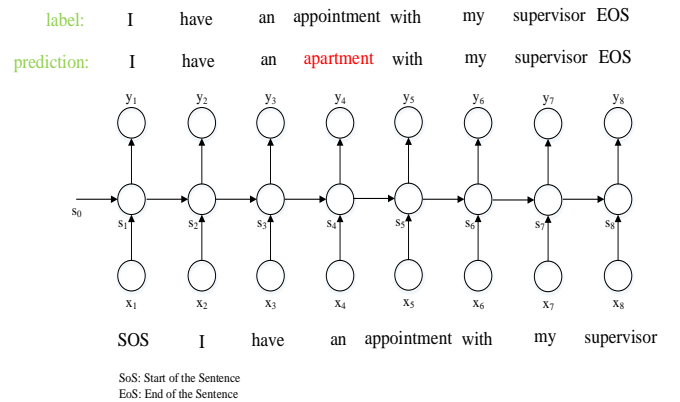 label: I have an appointment with my supervisor EOS
prediction: I have an apartment with my supervisor EOS
y1 y2 y3 y4 y5 y6 y7 y8
s0 s1 s2 s3 s4 s5 s6 s7 s8
x1 x2 x3 x4 x5 x6 x7 x8
SOS I have an appointment with my supervisor
SoS: Start of the Sentence
EoS: End of the Sentence